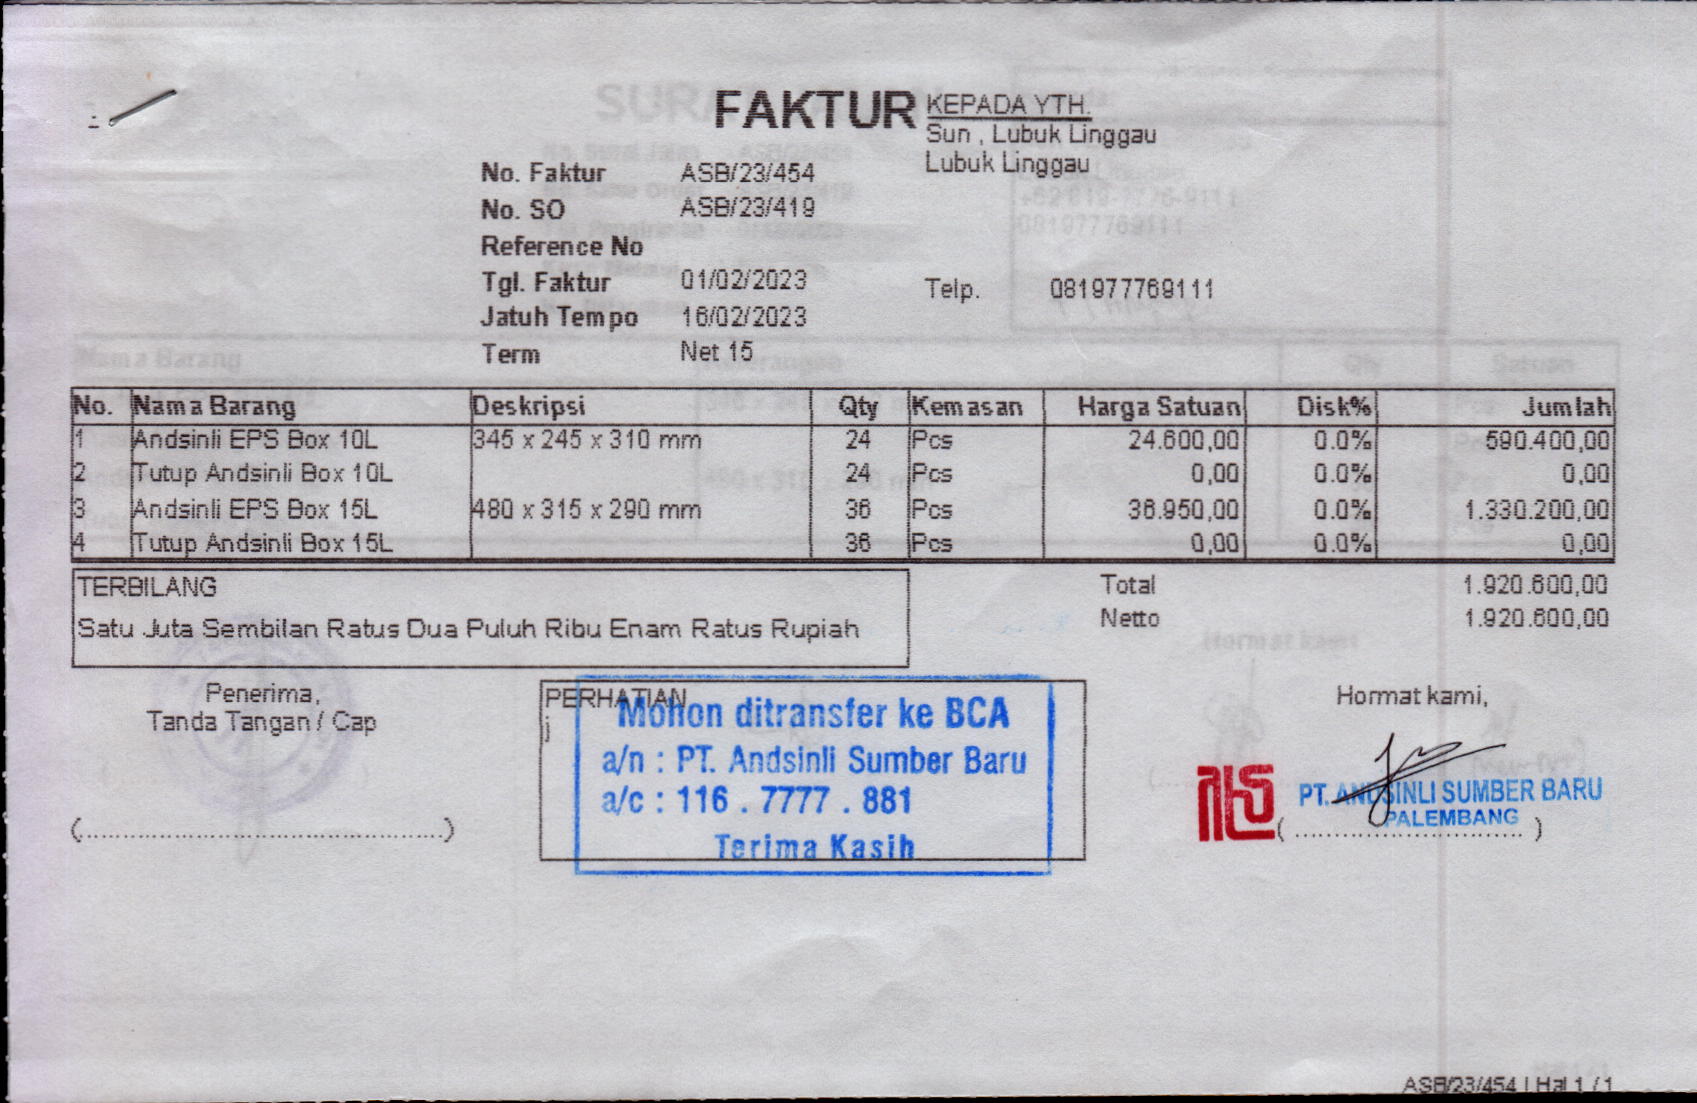 FAKTUR
KEPADA YTH.
Sun , Lubuk Linggau
Lubuk Linggau
No. Faktur ASB/23/454
No. SO ASB/23/419
Reference No
Tgl. Faktur 01/02/2023
Telp. 081977769111
Jatuh Tempo 16/02/2023
Term Net 15
No. Nama Barang Deskripsi Qty Kemasan Harga Satuan Disk% Jumlah
1 Andsinli EPS Box 10L 345 x 245 x 310 mm 24 Pcs 24.600,00 0.0% 590.400,00
2 Tutup Andsinli Box 10L 24 Pcs 0,00 0.0% 0,00
3 Andsinli EPS Box 15L 480 x 315 x 290 mm 36 Pcs 36.950,00 0.0% 1.330.200,00
4 Tutup Andsinli Box 15L 36 Pcs 0,00 0.0% 0,00
TERBILANG
Satu Juta Sembilan Ratus Dua Puluh Ribu Enam Ratus Rupiah
Total 1.920.600,00
Netto 1.920.600,00
Penerima,
Tanda Tangan / Cap
(..........................................)
PERHATIAN
j
Mohon ditransfer ke BCA
a/n : PT. Andsinli Sumber Baru
a/c : 116 . 7777 . 881
Terima Kasih
Hormat kami,
PT. ANDSINLI SUMBER BARU
PALEMBANG
( .............................. )
ASB/23/454 | Hal 1 / 1